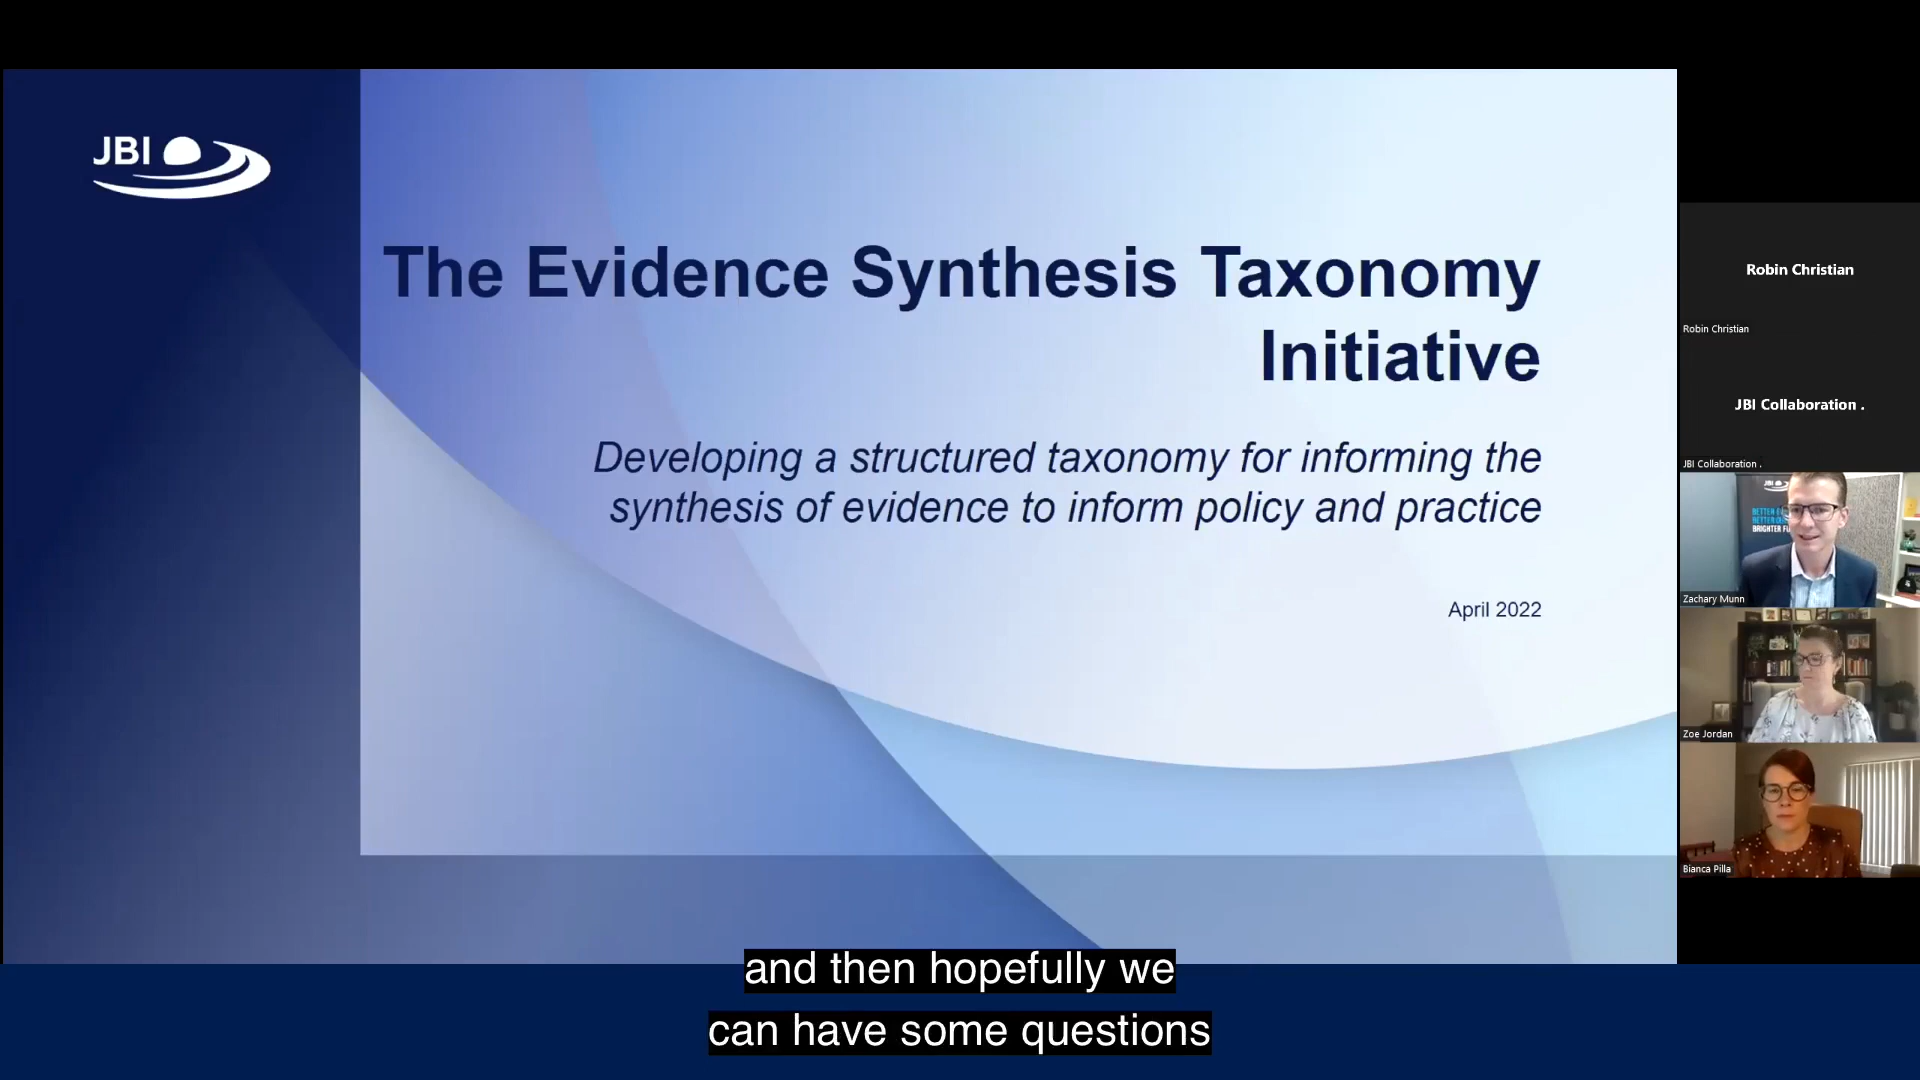 JBI
The Evidence Synthesis Taxonomy
Initiative
Developing a structured taxonomy for informing the
synthesis of evidence to inform policy and practice
April 2022
Robin Christian
Robin Christian
JBI Collaboration .
JBI Collaboration .
JBI
Zachary Munn
Zoe Jordan
Bianca Pilla
and then hopefully we
can have some questions